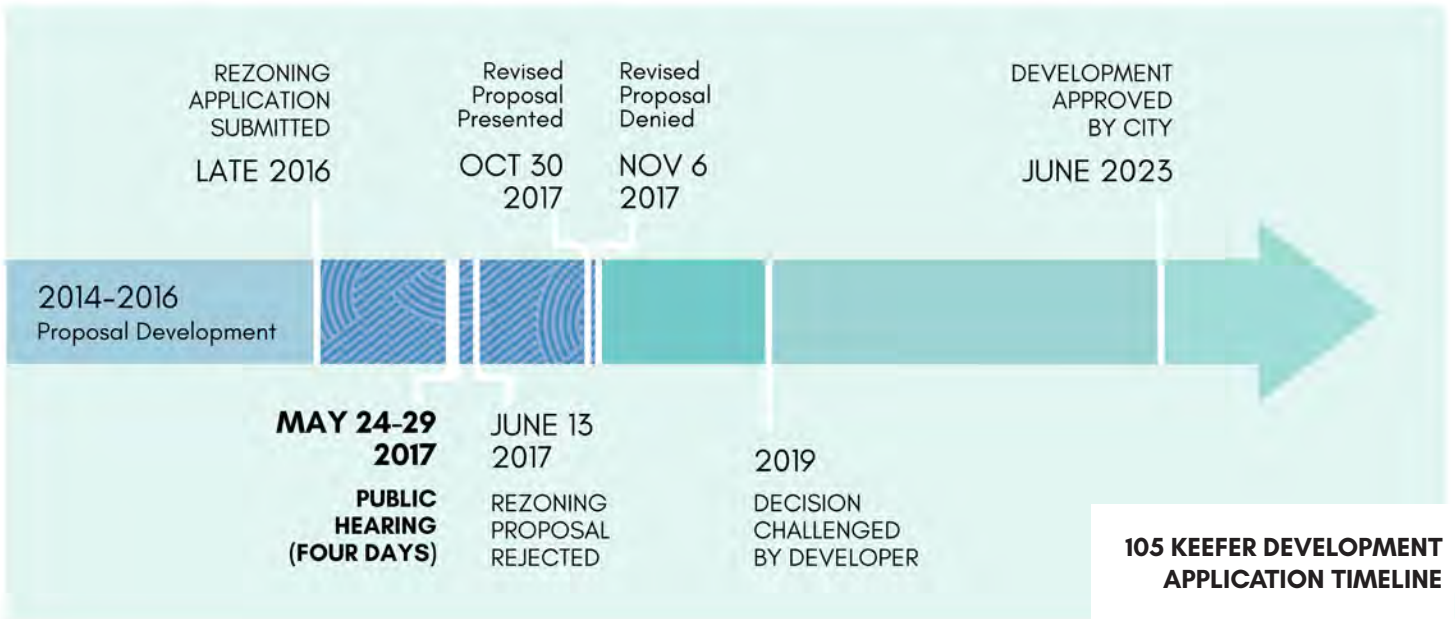 REZONING
APPLICATION
SUBMITTED
LATE 2016
Revised
Proposal
Presented
OCT 30
2017
Revised
Proposal
Denied
NOV 6
2017
DEVELOPMENT
APPROVED
BY CITY
JUNE 2023
2014-2016
Proposal Development
MAY 24-29
2017
PUBLIC
HEARING
(FOUR DAYS)
JUNE 13
2017
REZONING
PROPOSAL
REJECTED
2019
DECISION
CHALLENGED
BY DEVELOPER
105 KEEFER DEVELOPMENT
APPLICATION TIMELINE